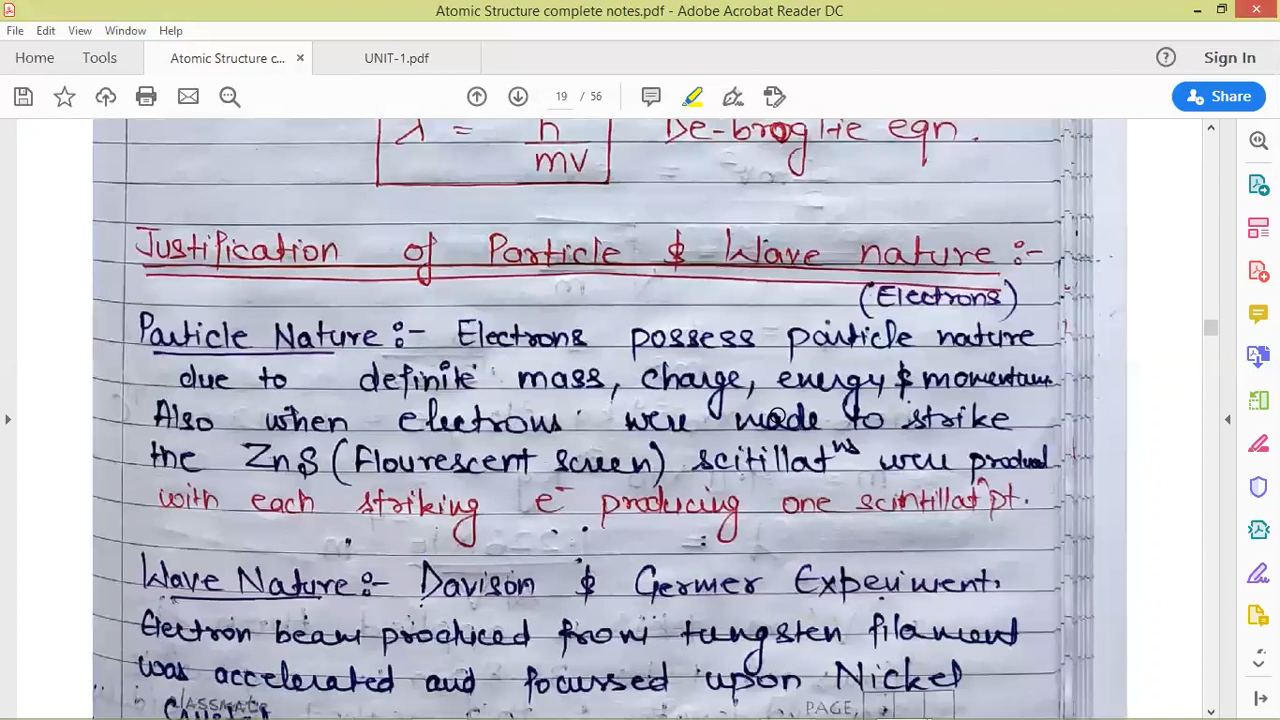 Atomic Structure complete notes.pdf - Adobe Acrobat Reader DC
File Edit View Window Help
Home Tools Atomic Structure c... × UNIT-1.pdf Sign In
19 / 56 Share
λ = h/mv De-broglie eqn.
Justification of Particle & Wave nature :-
(Electrons)
Particle Nature :- Electrons possess particle nature
due to definite mass, charge, energy & momentum.
Also when electrons were made to strike
the ZnS (Flourescent screen) scitillatⁿˢ were produced
with each striking e⁻ producing one scintillatⁿ pt.
Wave Nature :- Davison & Germer Experiment.
Electron beam produced from tungsten filament
was accelerated and focussed upon Nickel
CLASSMATE PAGE